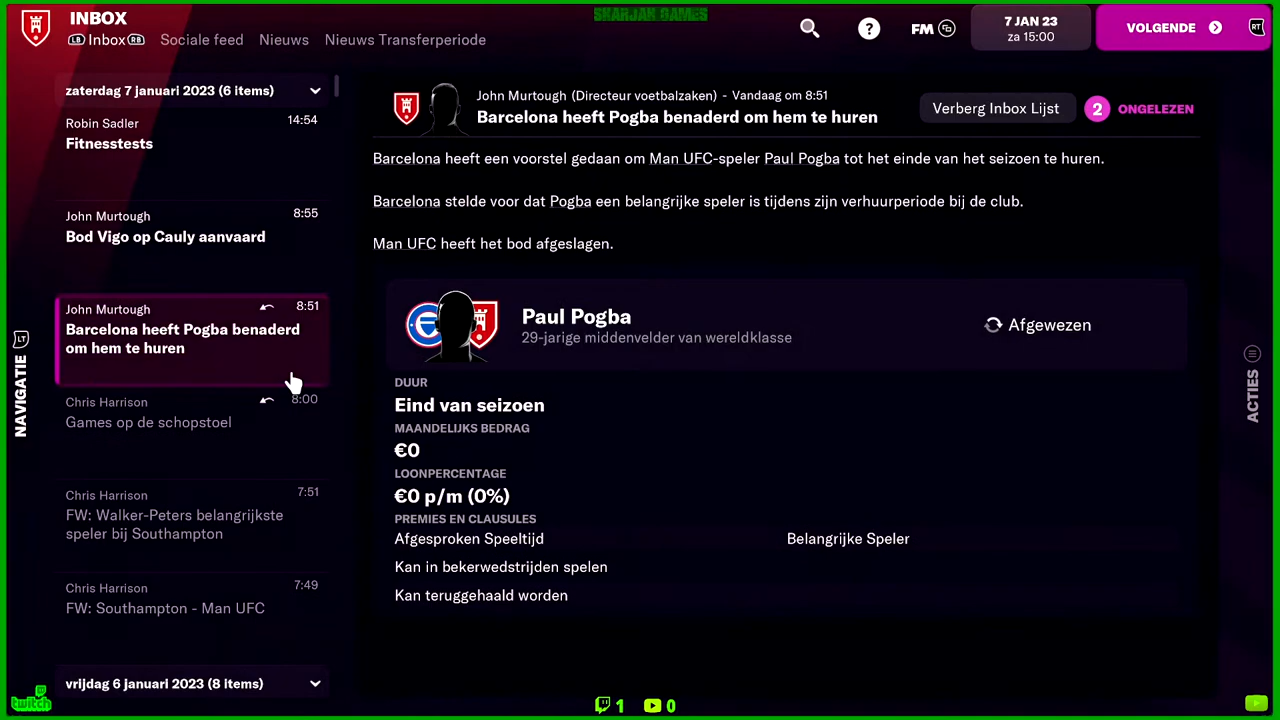 SKARJAN GAMES
INBOX
LB Inbox RB Sociale feed Nieuws Nieuws Transferperiode
?
FM
7 JAN 23
za 15:00
VOLGENDE
RT
zaterdag 7 januari 2023 (6 items)
Robin Sadler 14:54
Fitnesstests
John Murtough 8:55
Bod Vigo op Cauly aanvaard
John Murtough 8:51
Barcelona heeft Pogba benaderd
om hem te huren
Chris Harrison 8:00
Games op de schopstoel
Chris Harrison 7:51
FW: Walker-Peters belangrijkste
speler bij Southampton
Chris Harrison 7:49
FW: Southampton - Man UFC
vrijdag 6 januari 2023 (8 items)
LT
NAVIGATIE
John Murtough (Directeur voetbalzaken) - Vandaag om 8:51
Barcelona heeft Pogba benaderd om hem te huren
Verberg Inbox Lijst
2 ONGELEZEN
Barcelona heeft een voorstel gedaan om Man UFC-speler Paul Pogba tot het einde van het seizoen te huren.
Barcelona stelde voor dat Pogba een belangrijke speler is tijdens zijn verhuurperiode bij de club.
Man UFC heeft het bod afgeslagen.
Paul Pogba
29-jarige middenvelder van wereldklasse
Afgewezen
DUUR
Eind van seizoen
MAANDELIJKS BEDRAG
€0
LOONPERCENTAGE
€0 p/m (0%)
PREMIES EN CLAUSULES
Afgesproken Speeltijd Belangrijke Speler
Kan in bekerwedstrijden spelen
Kan teruggehaald worden
ACTIES
twitch
1 0